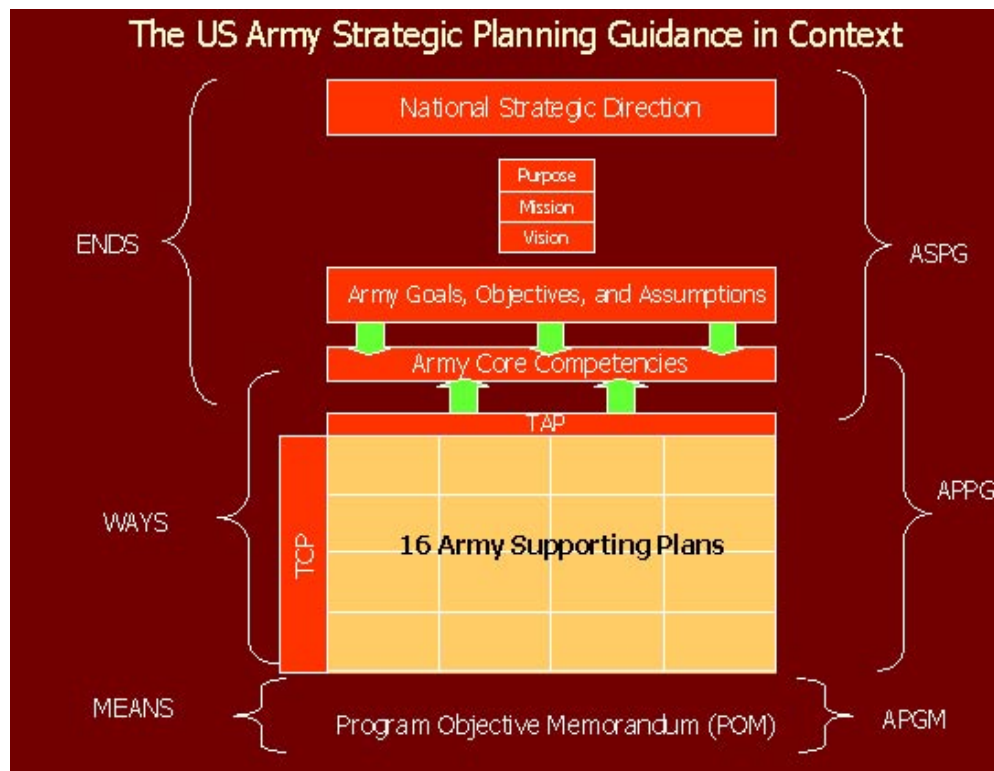 The US Army Strategic Planning Guidance in Context
National Strategic Direction
Purpose
Mission
Vision
ENDS
ASPG
Army Goals, Objectives, and Assumptions
Army Core Competencies
TAP
WAYS
TCP
16 Army Supporting Plans
APPG
MEANS
Program Objective Memorandum (POM)
APGM